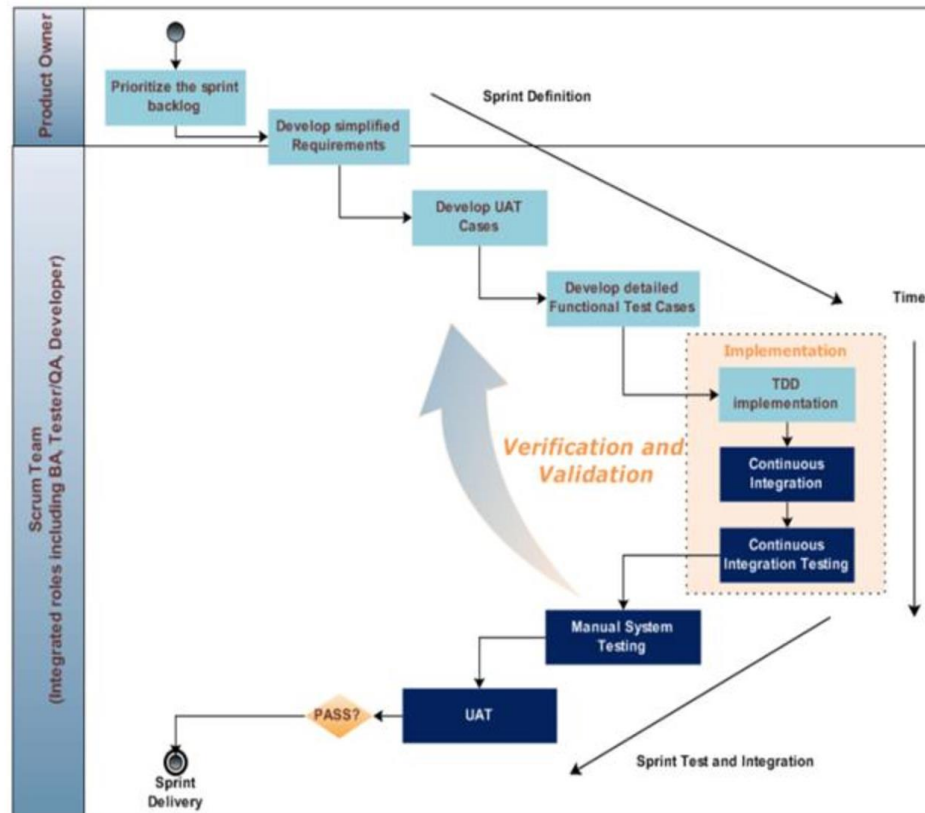 Product Owner
Prioritize the sprint
backlog
Sprint Definition
Develop simplified
Requirements
Scrum Team
(Integrated roles including BA, Tester/QA, Developer)
Develop UAT
Cases
Develop detailed
Functional Test Cases
Time
Implementation
TDD
implementation
Verification and
Validation
Continuous
Integration
Continuous
Integration Testing
Manual System
Testing
UAT
PASS?
Sprint Test and Integration
Sprint
Delivery